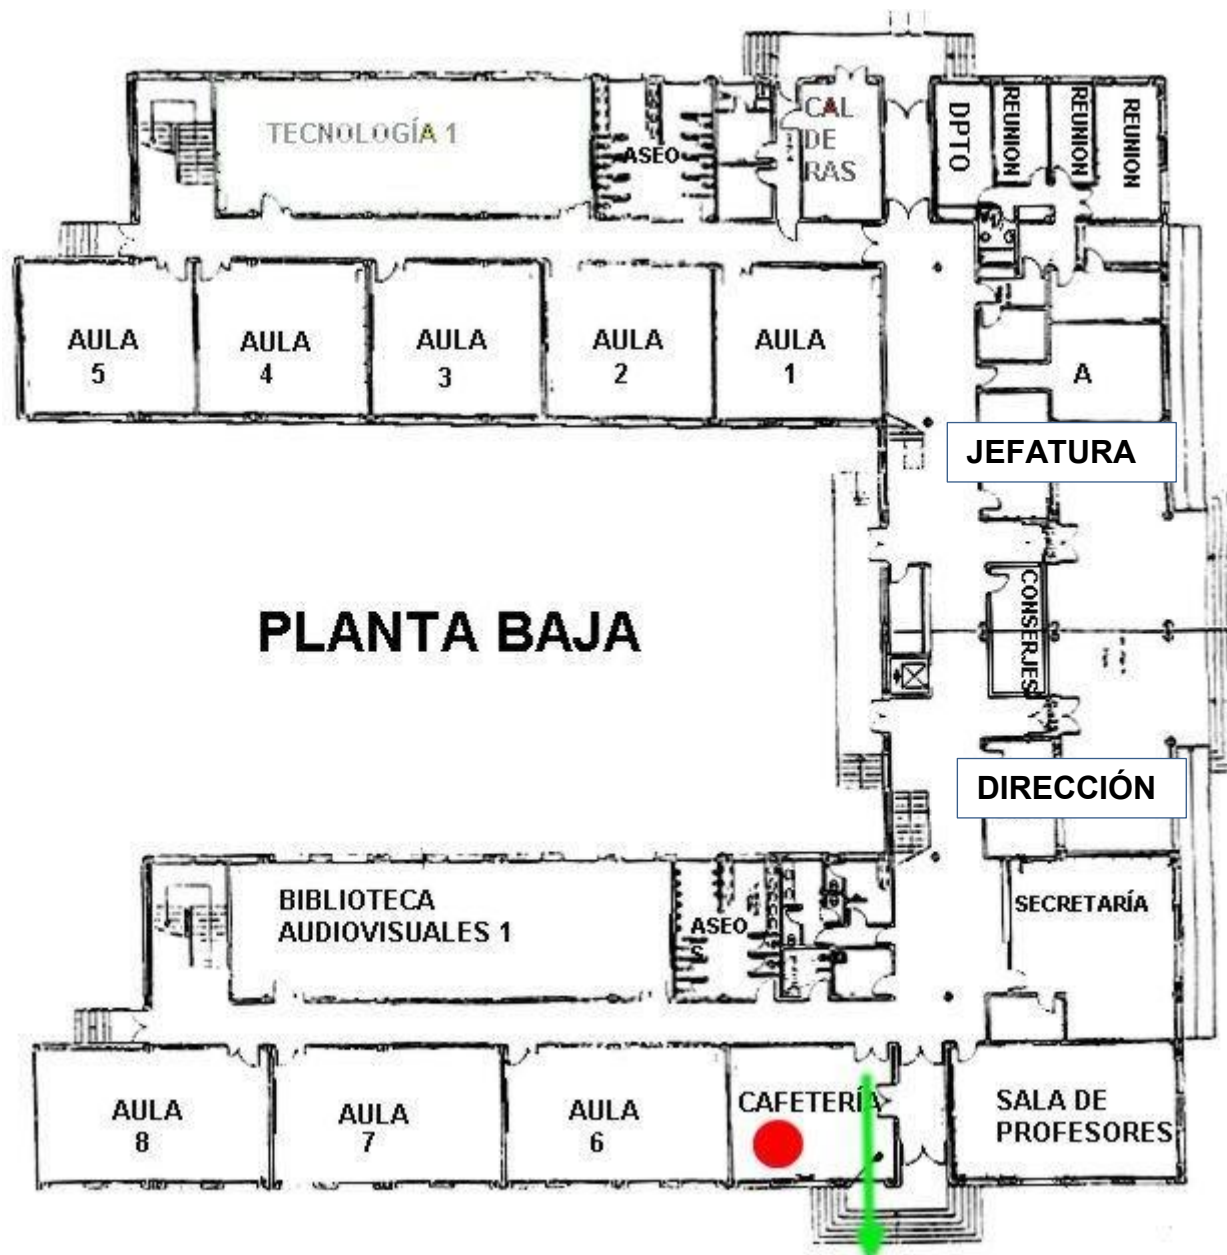 TECNOLOGÍA 1
ASEO
CAL
DE
RAS
DPTO
REUNION
REUNION
REUNION
AULA
5
AULA
4
AULA
3
AULA
2
AULA
1
A
JEFATURA
PLANTA BAJA
CONSERJES
DIRECCIÓN
BIBLIOTECA
AUDIOVISUALES 1
ASEO
SECRETARÍA
AULA
8
AULA
7
AULA
6
CAFETERÍA
SALA DE
PROFESORES